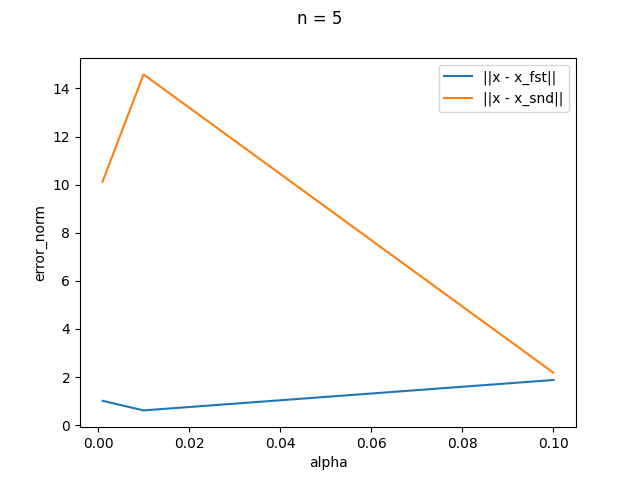 n = 5
||x - x_fst||
||x - x_snd||
error_norm
14
12
10
8
6
4
2
0
0.00
0.02
0.04
0.06
0.08
0.10
alpha